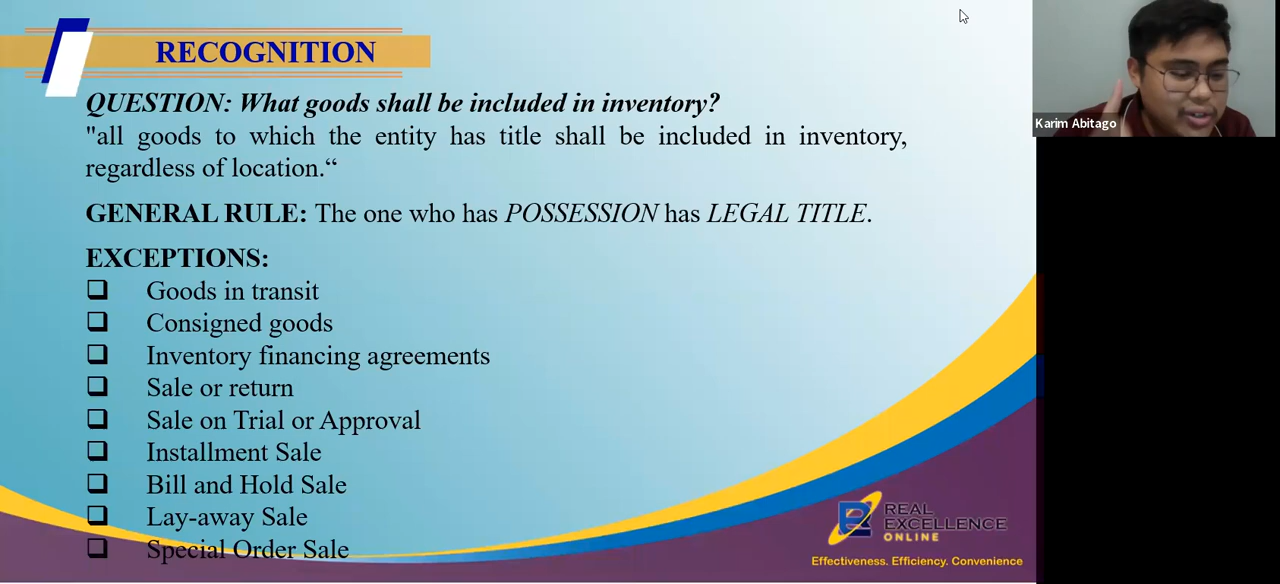 RECOGNITION
QUESTION: What goods shall be included in inventory?
"all goods to which the entity has title shall be included in inventory,
regardless of location.“
GENERAL RULE: The one who has POSSESSION has LEGAL TITLE.
EXCEPTIONS:
❑ Goods in transit
❑ Consigned goods
❑ Inventory financing agreements
❑ Sale or return
❑ Sale on Trial or Approval
❑ Installment Sale
❑ Bill and Hold Sale
❑ Lay-away Sale
❑ Special Order Sale
REAL
EXCELLENCE
ONLINE
Effectiveness. Efficiency. Convenience
Karim Abitago